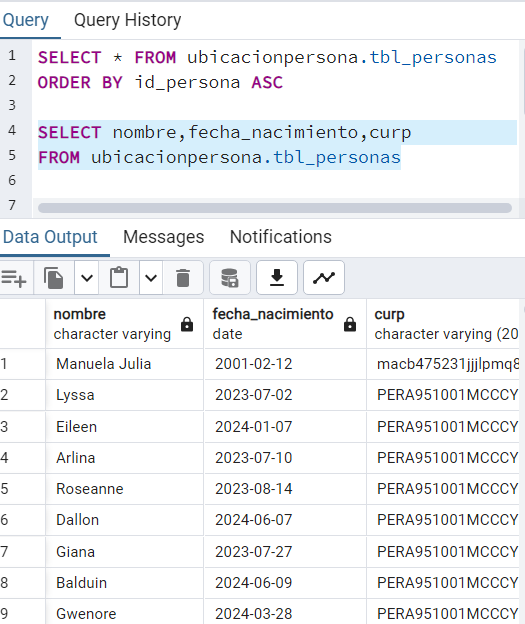 Query Query History
1 SELECT * FROM ubicacionpersona.tbl_personas
2 ORDER BY id_persona ASC
3
4 SELECT nombre,fecha_nacimiento,curp
5 FROM ubicacionpersona.tbl_personas
6
7
Data Output Messages Notifications
nombre fecha_nacimiento curp
character varying date character varying (20
1 Manuela Julia 2001-02-12 macb475231jjjlpmq8
2 Lyssa 2023-07-02 PERA951001MCCCY
3 Eileen 2024-01-07 PERA951001MCCCY
4 Arlina 2023-07-10 PERA951001MCCCY
5 Roseanne 2023-08-14 PERA951001MCCCY
6 Dallon 2024-06-07 PERA951001MCCCY
7 Giana 2023-07-27 PERA951001MCCCY
8 Balduin 2024-06-09 PERA951001MCCCY
9 Gwenore 2024-03-28 PERA951001MCCCY